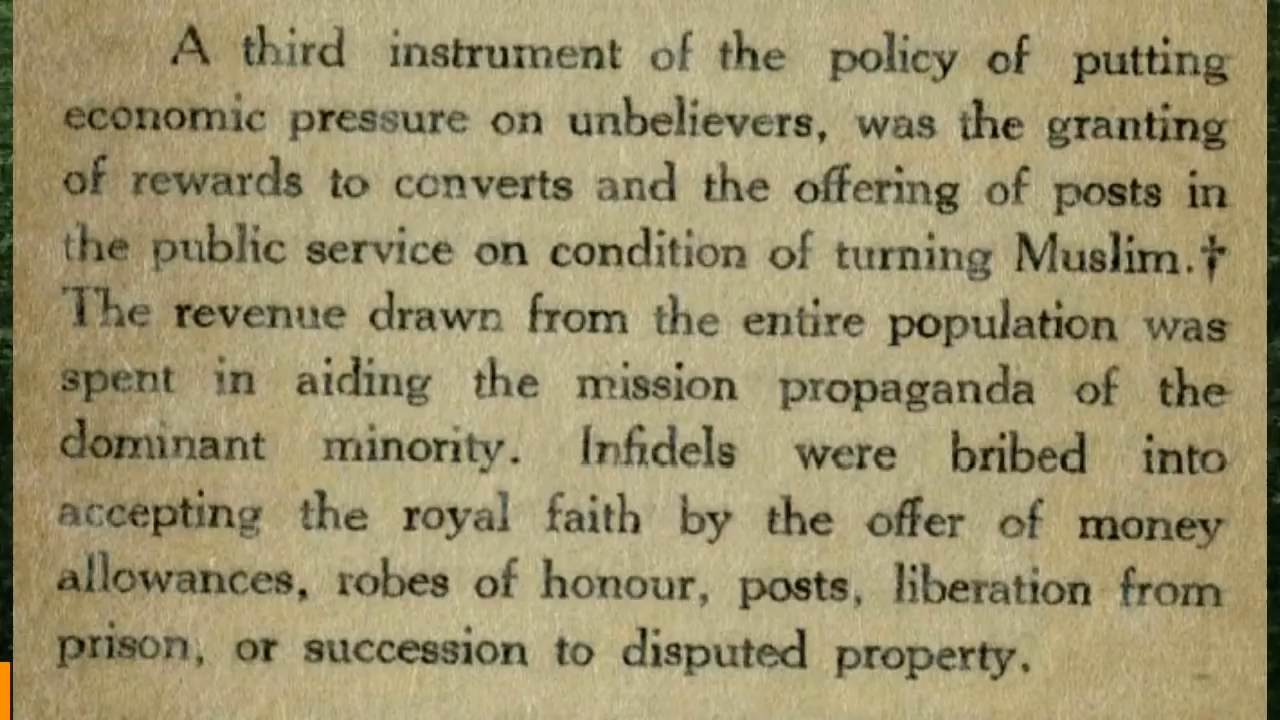 A third instrument of the policy of putting
economic pressure on unbelievers, was the granting
of rewards to converts and the offering of posts in
the public service on condition of turning Muslim.†
The revenue drawn from the entire population was
spent in aiding the mission propaganda of the
dominant minority. Infidels were bribed into
accepting the royal faith by the offer of money
allowances, robes of honour, posts, liberation from
prison, or succession to disputed property.